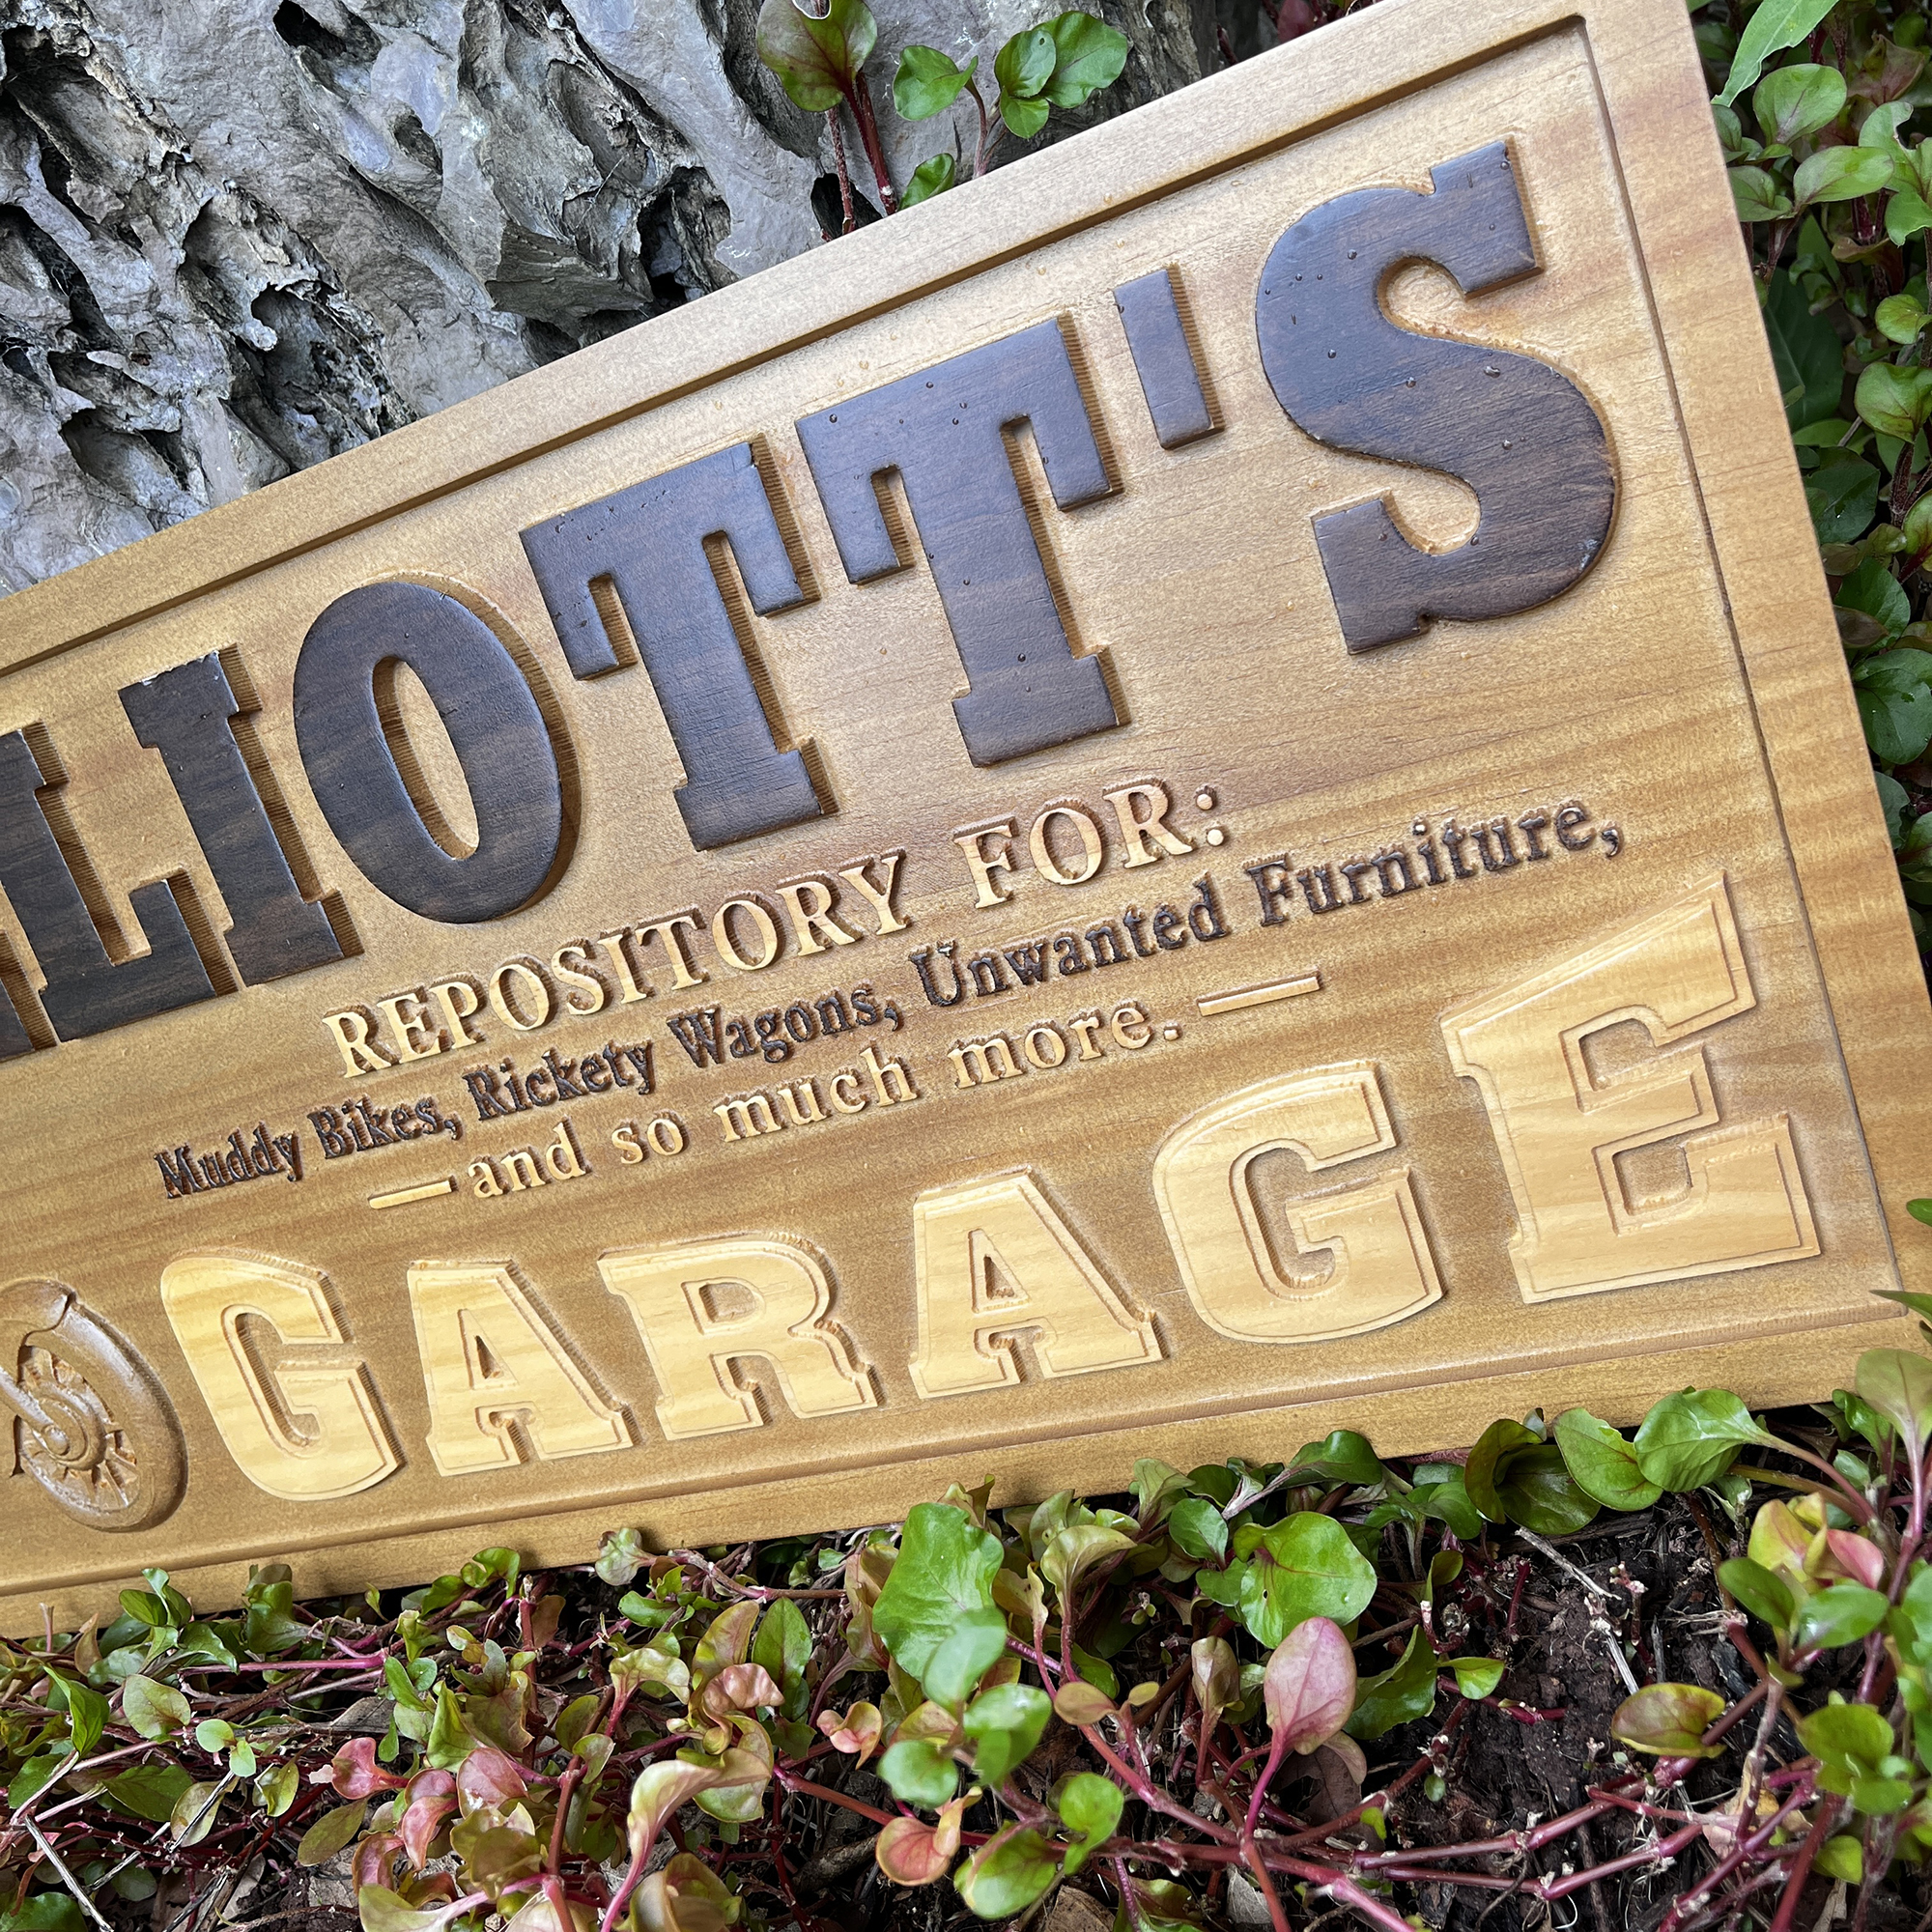 LIOTT'S
REPOSITORY FOR:
Muddy Bikes, Rickety Wagons, Unwanted Furniture,
—and so much more.—
GARAGE